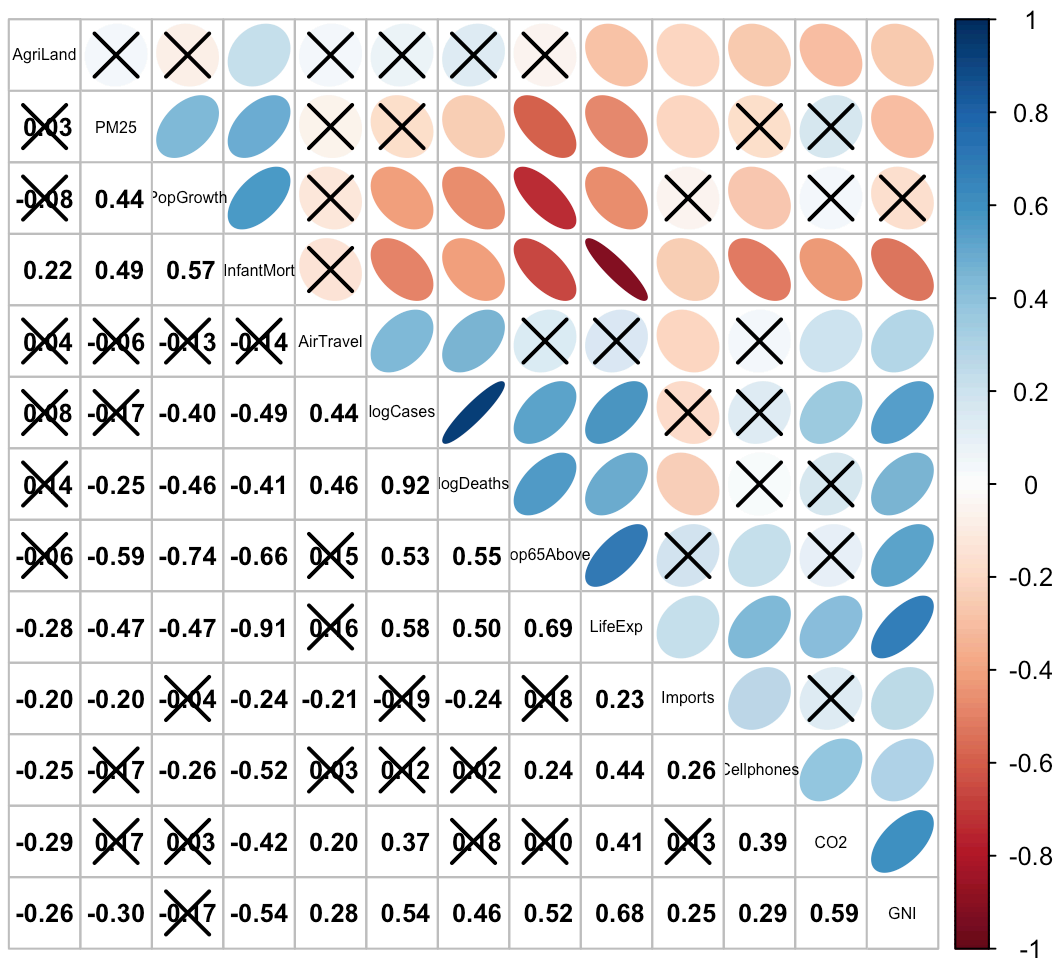 AgriLand
0.03 PM25
-0.08 0.44 PopGrowth
0.22 0.49 0.57 InfantMort
0.04 -0.06 -0.13 -0.14 AirTravel
0.08 -0.17 -0.40 -0.49 0.44 logCases
0.14 -0.25 -0.46 -0.41 0.46 0.92 logDeaths
-0.06 -0.59 -0.74 -0.66 0.15 0.53 0.55 op65Above
-0.28 -0.47 -0.47 -0.91 0.16 0.58 0.50 0.69 LifeExp
-0.20 -0.20 -0.04 -0.24 -0.21 -0.19 -0.24 0.18 0.23 Imports
-0.25 -0.17 -0.26 -0.52 0.03 0.12 0.02 0.24 0.44 0.26 Cellphones
-0.29 0.17 0.03 -0.42 0.20 0.37 0.18 0.10 0.41 0.13 0.39 CO2
-0.26 -0.30 -0.17 -0.54 0.28 0.54 0.46 0.52 0.68 0.25 0.29 0.59 GNI
1
0.8
0.6
0.4
0.2
0
-0.2
-0.4
-0.6
-0.8
-1